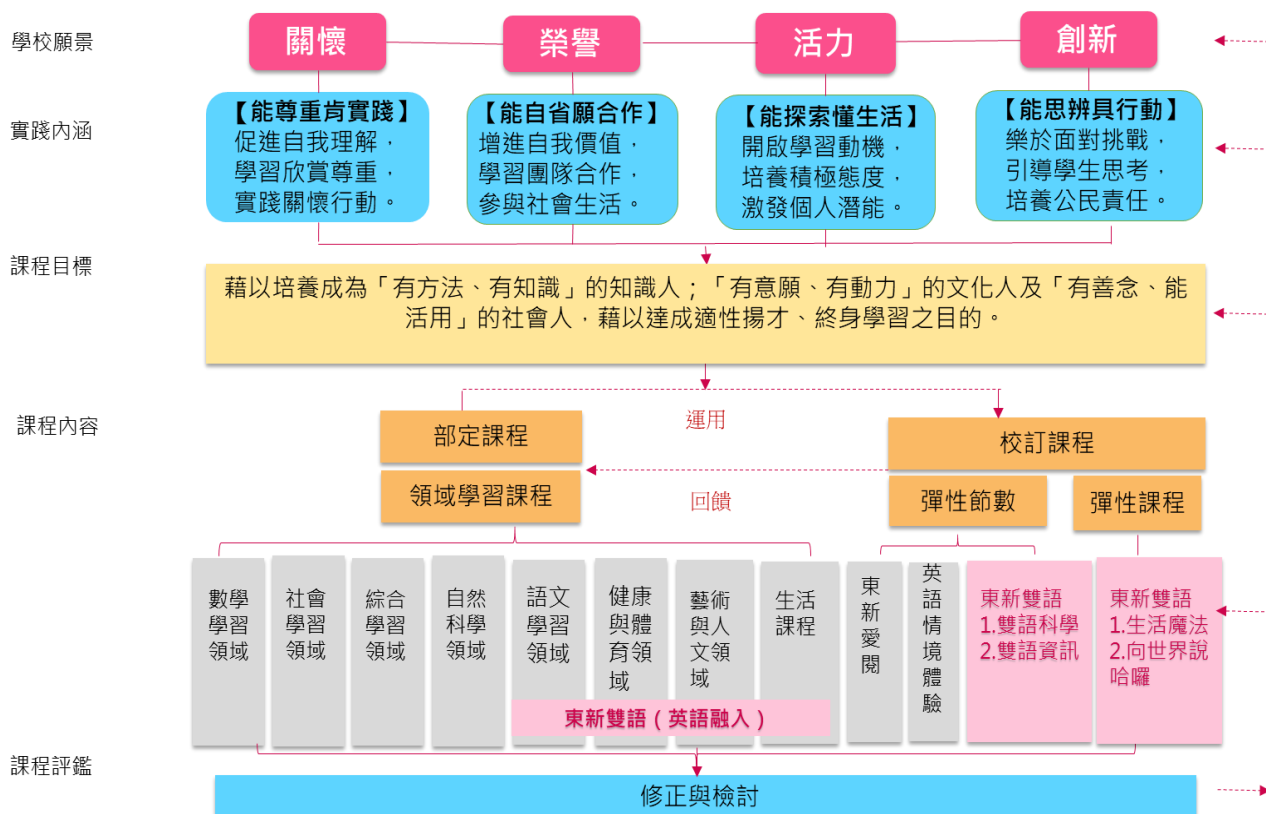 學校願景
關懷
榮譽
活力
創新
實踐內涵
【能尊重肯實踐】
促進自我理解，
學習欣賞尊重，
實踐關懷行動。
【能自省願合作】
增進自我價值，
學習團隊合作，
參與社會生活。
【能探索懂生活】
開啟學習動機，
培養積極態度，
激發個人潛能。
【能思辨具行動】
樂於面對挑戰，
引導學生思考，
培養公民責任。
課程目標
藉以培養成為「有方法、有知識」的知識人；「有意願、有動力」的文化人及「有善念、能
活用」的社會人，藉以達成適性揚才、終身學習之目的。
課程內容
部定課程
運用
校訂課程
領域學習課程
回饋
彈性節數
彈性課程
數學
學習
領域
社會
學習
領域
綜合
學習
領域
自然
科學
領域
語文
學習
領域
健康
與體
育領
域
藝術
與人
文領
域
生活
課程
東新愛閱
英語情境體驗
東新雙語
1.雙語科學
2.雙語資訊
東新雙語
1.生活魔法
2.向世界說
哈囉
東新雙語（英語融入）
課程評鑑
修正與檢討